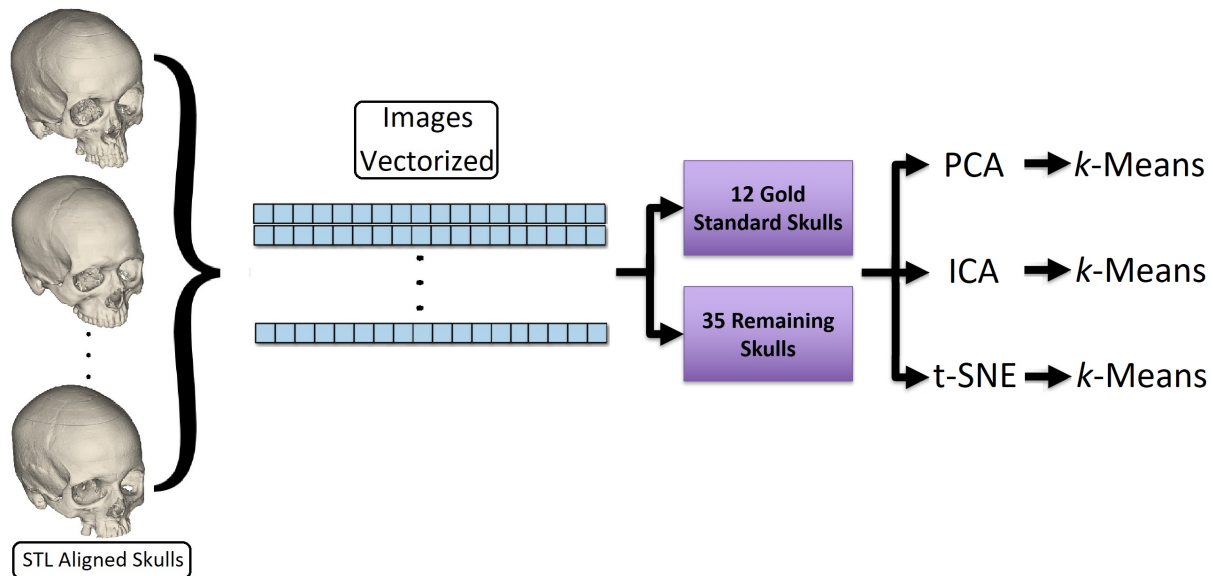 Images
Vectorized
12 Gold
Standard Skulls
35 Remaining
Skulls
PCA
k-Means
ICA
k-Means
t-SNE
k-Means
STL Aligned Skulls